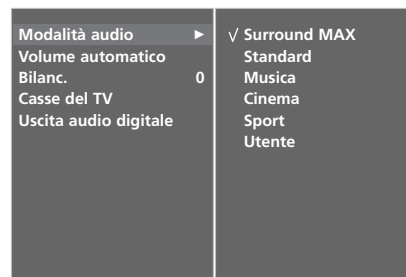 Modalità audio ►
Volume automatico
Bilanc. 0
Casse del TV
Uscita audio digitale
√ Surround MAX
Standard
Musica
Cinema
Sport
Utente